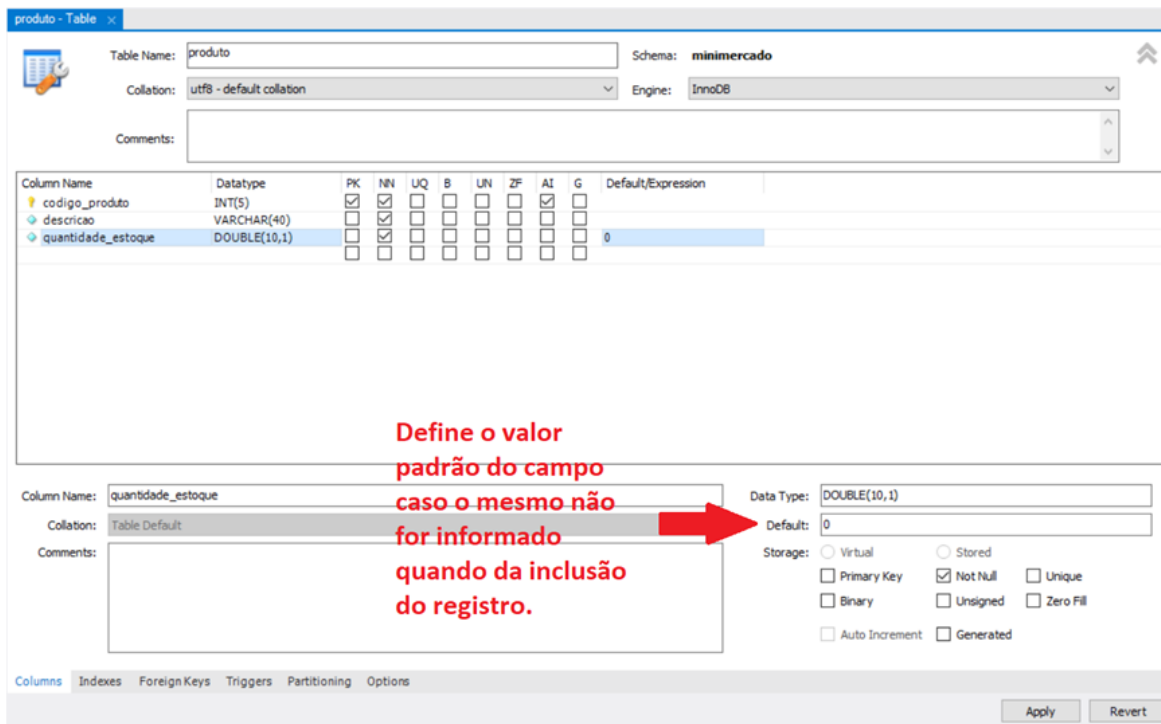 produto - Table ×
Table Name: produto Schema: minimercado
Collation: utf8 - default collation Engine: InnoDB
Comments:
Column Name Datatype PK NN UQ B UN ZF AI G Default/Expression
codigo_produto INT(5)
descricao VARCHAR(40)
quantidade_estoque DOUBLE(10,1) 0
Define o valor
padrão do campo
caso o mesmo não
for informado
quando da inclusão
do registro.
Column Name: quantidade_estoque Data Type: DOUBLE(10,1)
Collation: Table Default Default: 0
Comments: Storage: Virtual Stored
Primary Key Not Null Unique
Binary Unsigned Zero Fill
Auto Increment Generated
Columns Indexes Foreign Keys Triggers Partitioning Options
Apply Revert